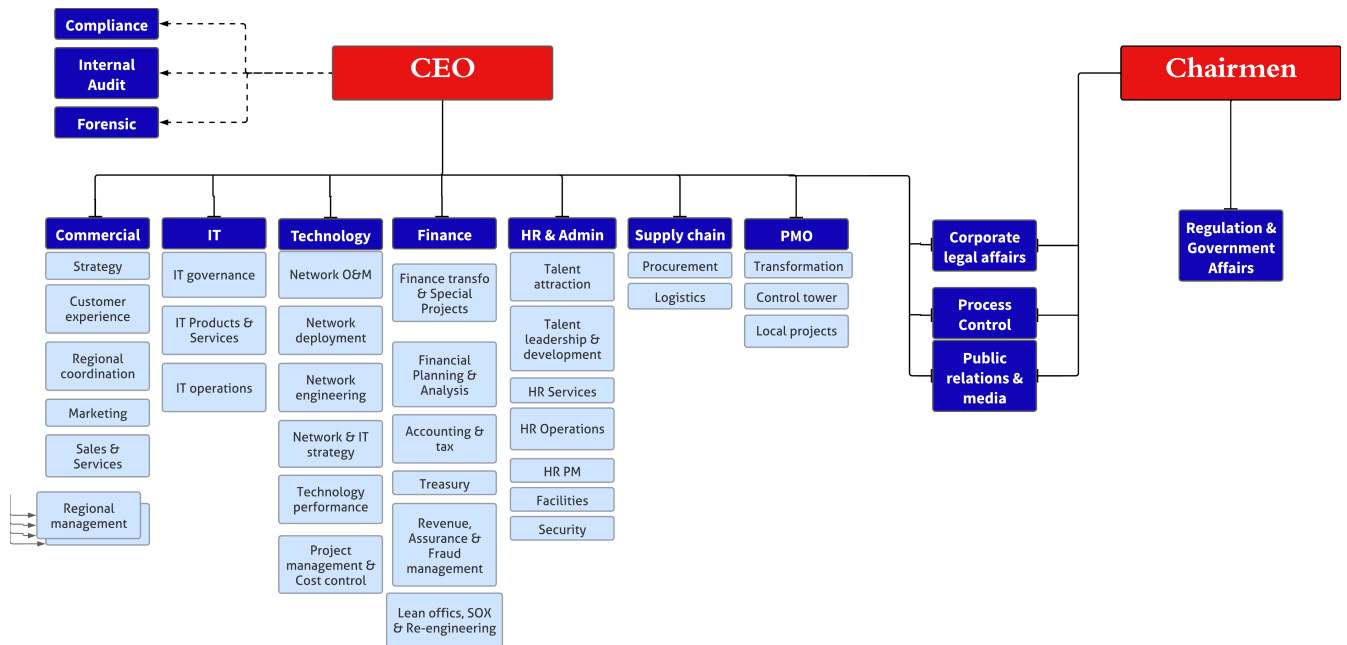 Compliance
Internal
Audit
Forensic
CEO
Chairmen
Commercial
Strategy
Customer
experience
Regional
coordination
Marketing
Sales &
Services
Regional
management
IT
IT governance
IT Products &
Services
IT operations
Technology
Network O&M
Network
deployment
Network
engineering
Network & IT
strategy
Technology
performance
Project
management &
Cost control
Finance
Finance transfo
& Special
Projects
Financial
Planning &
Analysis
Accounting &
tax
Treasury
Revenue,
Assurance &
Fraud
management
Lean offics, SOX
& Re-engineering
HR & Admin
Talent
attraction
Talent
leadership &
development
HR Services
HR Operations
HR PM
Facilities
Security
Supply chain
Procurement
Logistics
PMO
Transformation
Control tower
Local projects
Corporate
legal affairs
Process
Control
Public
relations &
media
Regulation &
Government
Affairs